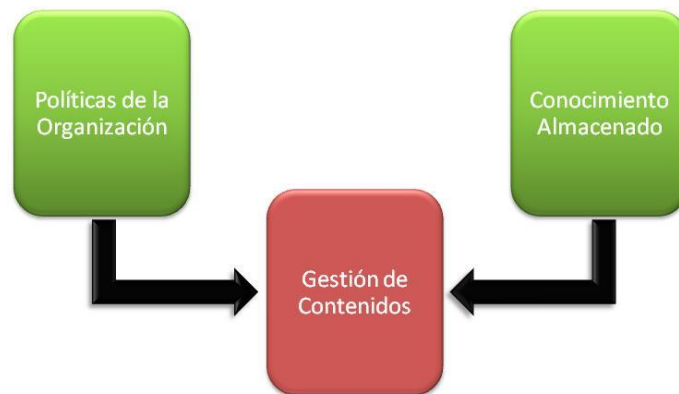 Políticas de la
Organización
Conocimiento
Almacenado
Gestión de
Contenidos